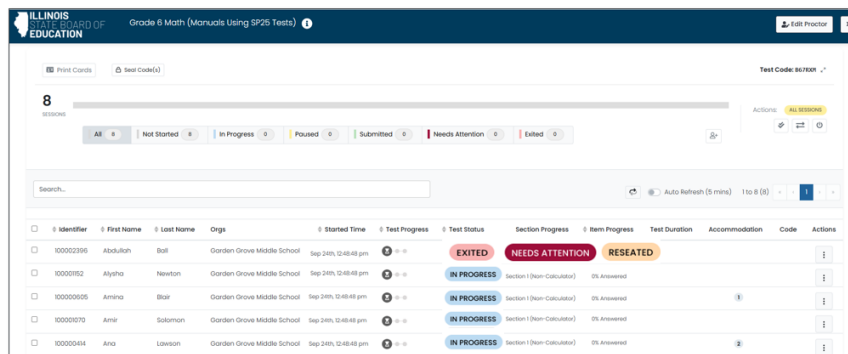 ILLINOIS
STATE BOARD OF
EDUCATION
Grade 6 Math (Manuals Using SP25 Tests)
Edit Proctor
Print Cards
Seal Code(s)
Test Code: B67RXM
8
SESSIONS
Actions: ALL SESSIONS
All 8 Not Started 8 In Progress 0 Paused 0 Submitted 0 Needs Attention 0 Exited 0
Search...
Auto Refresh (5 mins) 1 to 8 (8) 1
Identifier First Name Last Name Orgs Started Time Test Progress Test Status Section Progress Item Progress Test Duration Accommodation Code Actions
100002396 Abdullah Ball Garden Grove Middle School Sep 24th, 12:48:48 pm EXITED NEEDS ATTENTION RESEATED
100001152 Alysha Newton Garden Grove Middle School Sep 24th, 12:48:48 pm IN PROGRESS Section 1 (Non-Calculator) 0% Answered
100000605 Amina Blair Garden Grove Middle School Sep 24th, 12:48:48 pm IN PROGRESS Section 1 (Non-Calculator) 0% Answered 1
100001070 Amir Solomon Garden Grove Middle School Sep 24th, 12:48:48 pm IN PROGRESS Section 1 (Non-Calculator) 0% Answered
100000414 Ana Lawson Garden Grove Middle School Sep 24th, 12:48:48 pm IN PROGRESS Section 1 (Non-Calculator) 0% Answered 2